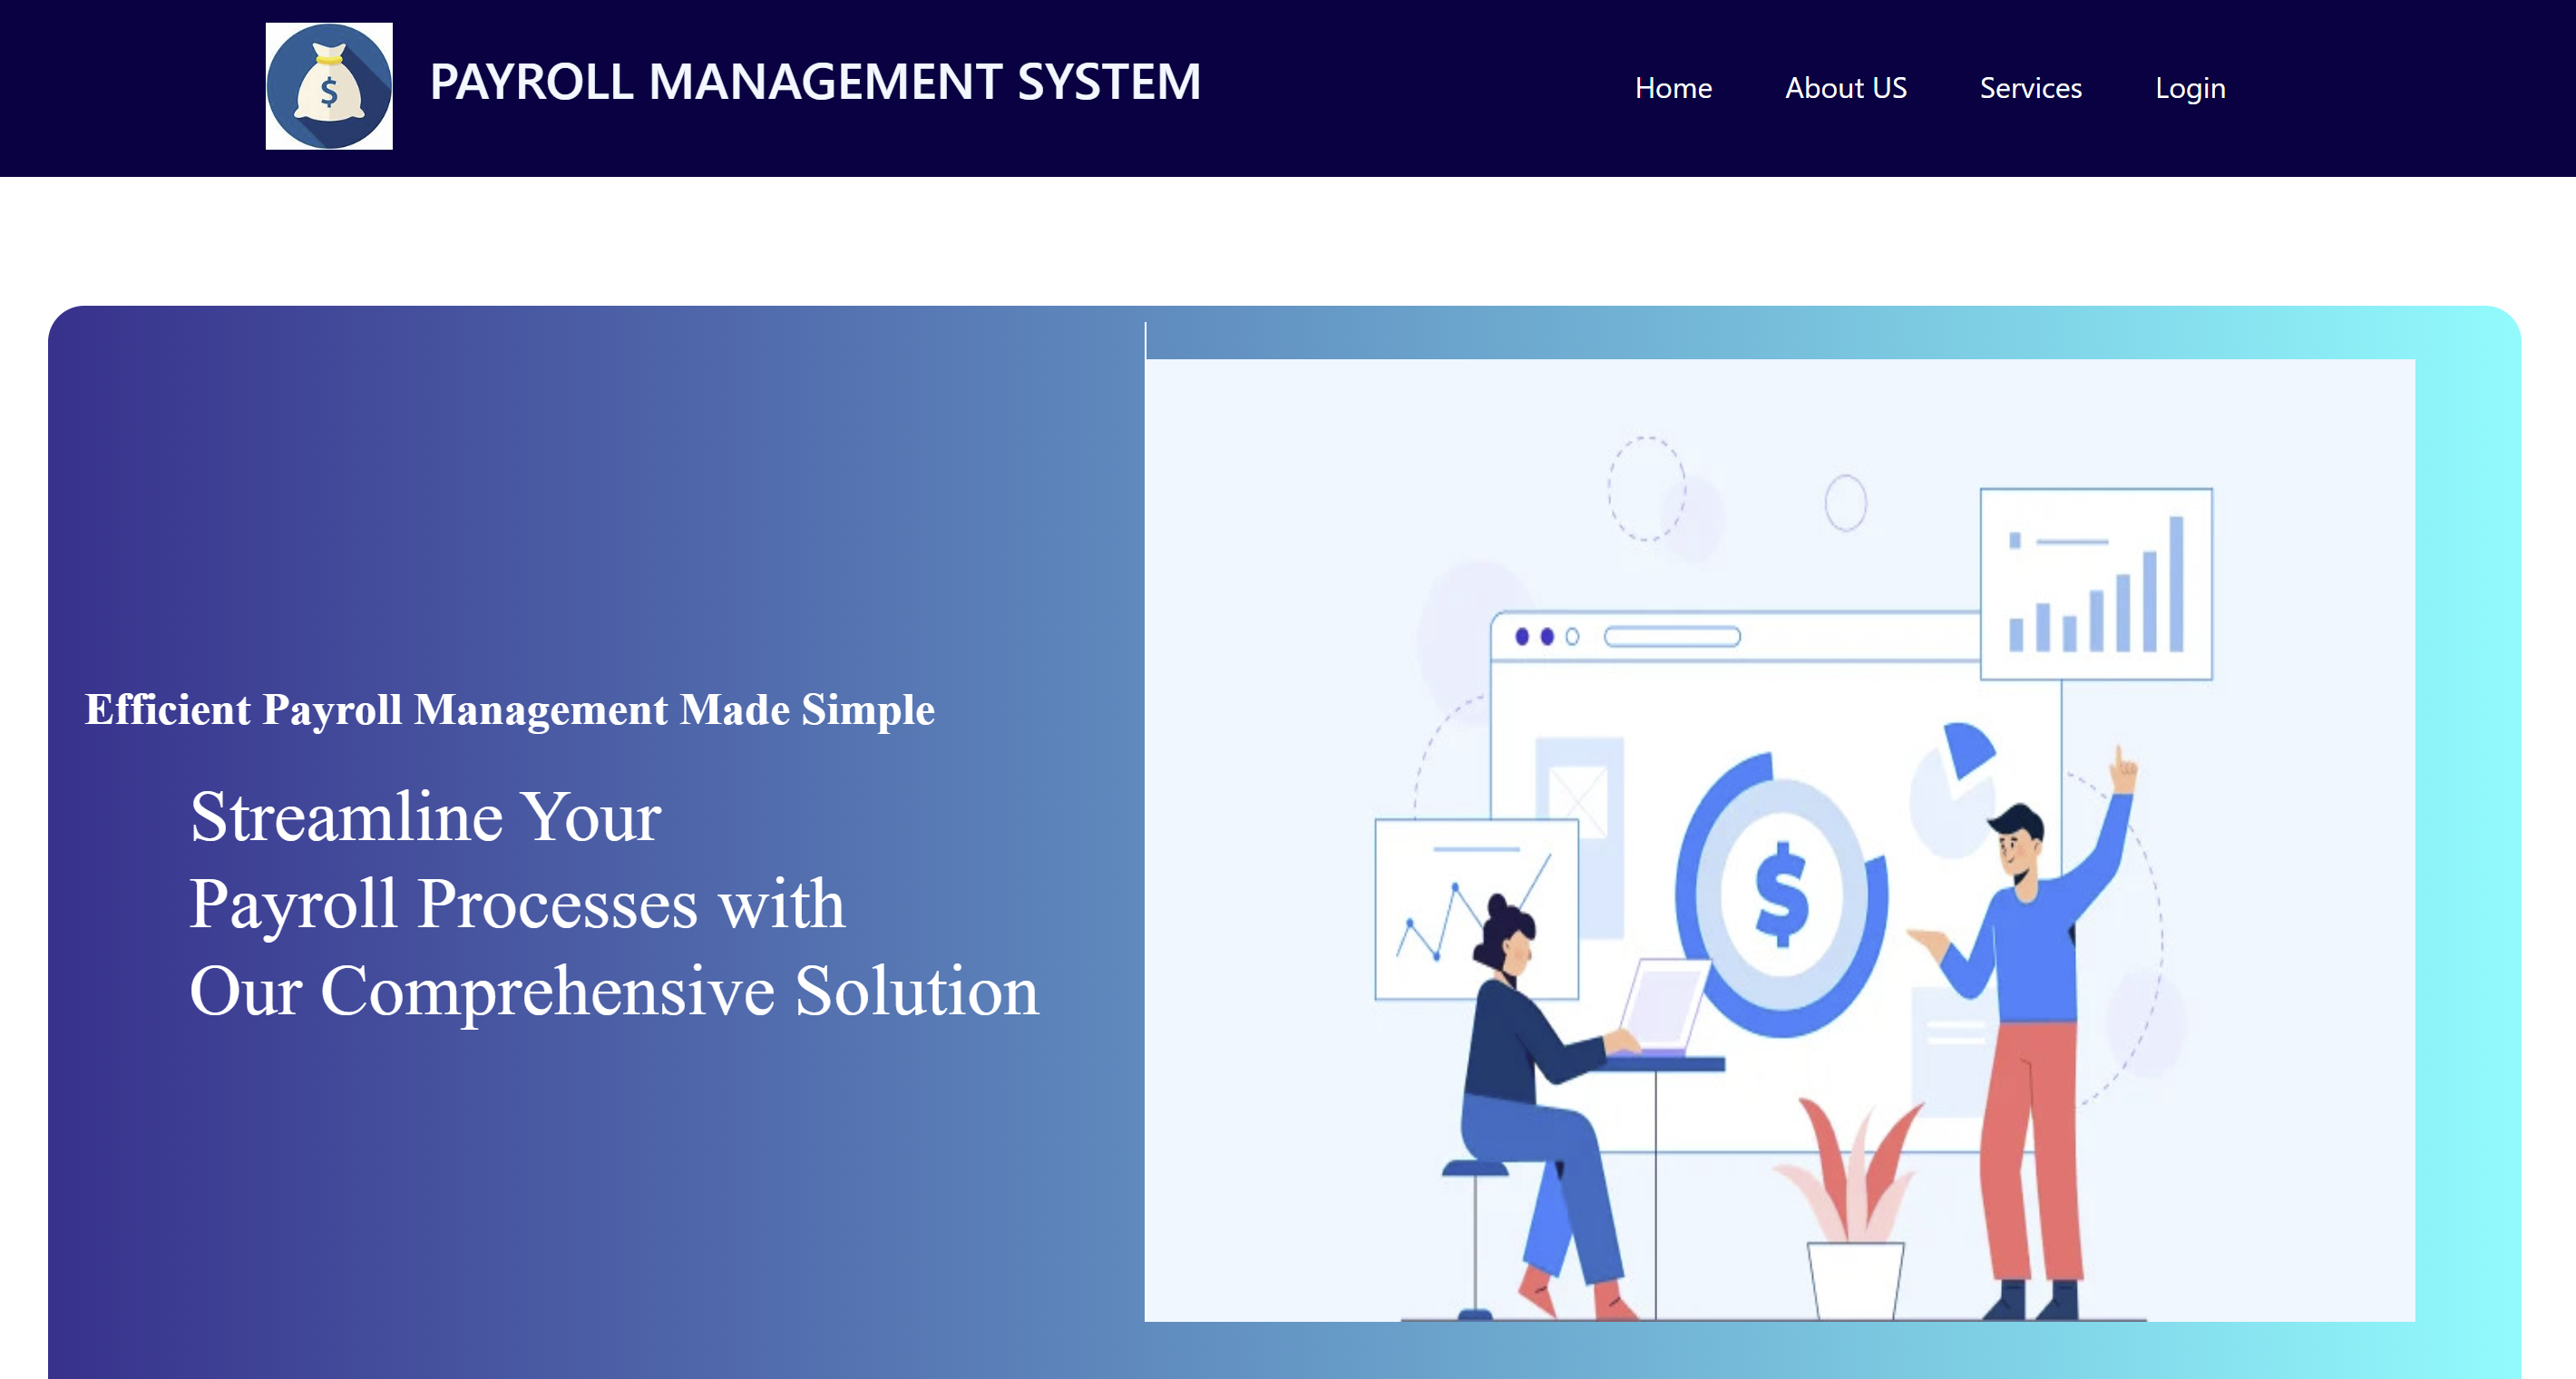 $
PAYROLL MANAGEMENT SYSTEM
Home About US Services Login
Efficient Payroll Management Made Simple
Streamline Your
Payroll Processes with
Our Comprehensive Solution
$